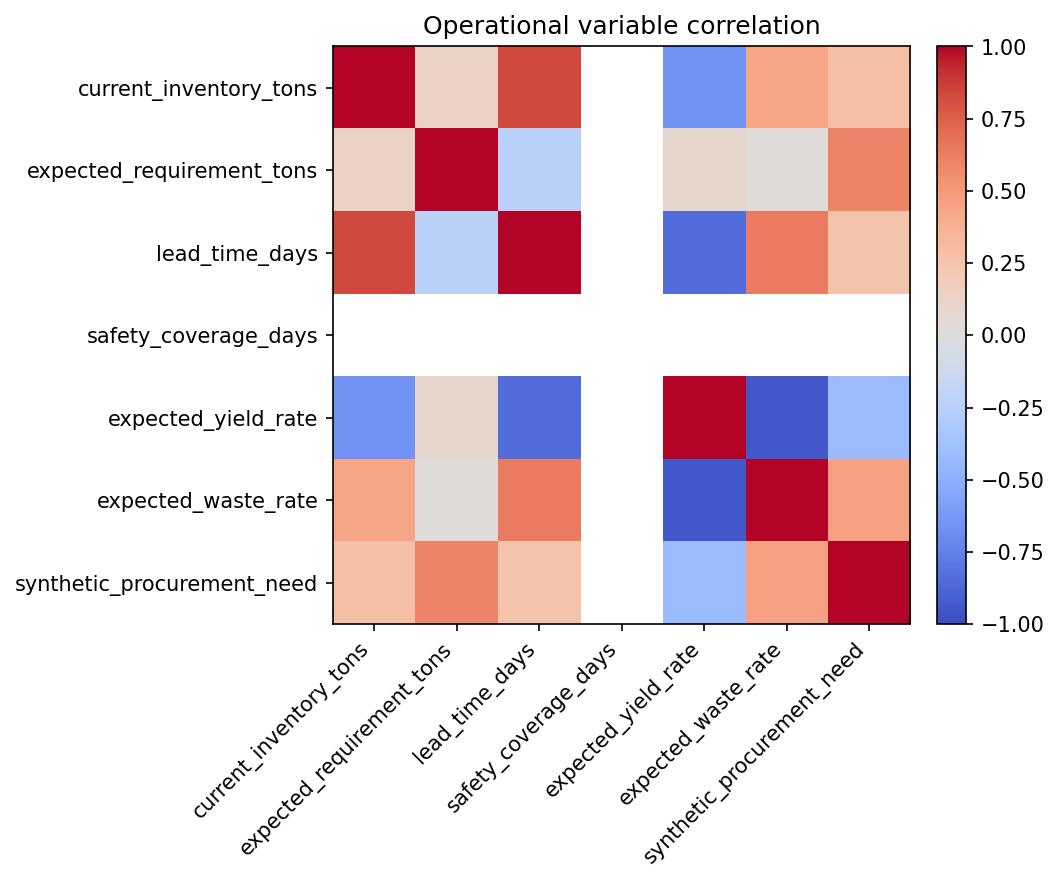 Operational variable correlation
current_inventory_tons
expected_requirement_tons
lead_time_days
safety_coverage_days
expected_yield_rate
expected_waste_rate
synthetic_procurement_need
1.00
0.75
0.50
0.25
0.00
−0.25
−0.50
−0.75
−1.00
current_inventory_tons
expected_requirement_tons
lead_time_days
safety_coverage_days
expected_yield_rate
expected_waste_rate
synthetic_procurement_need